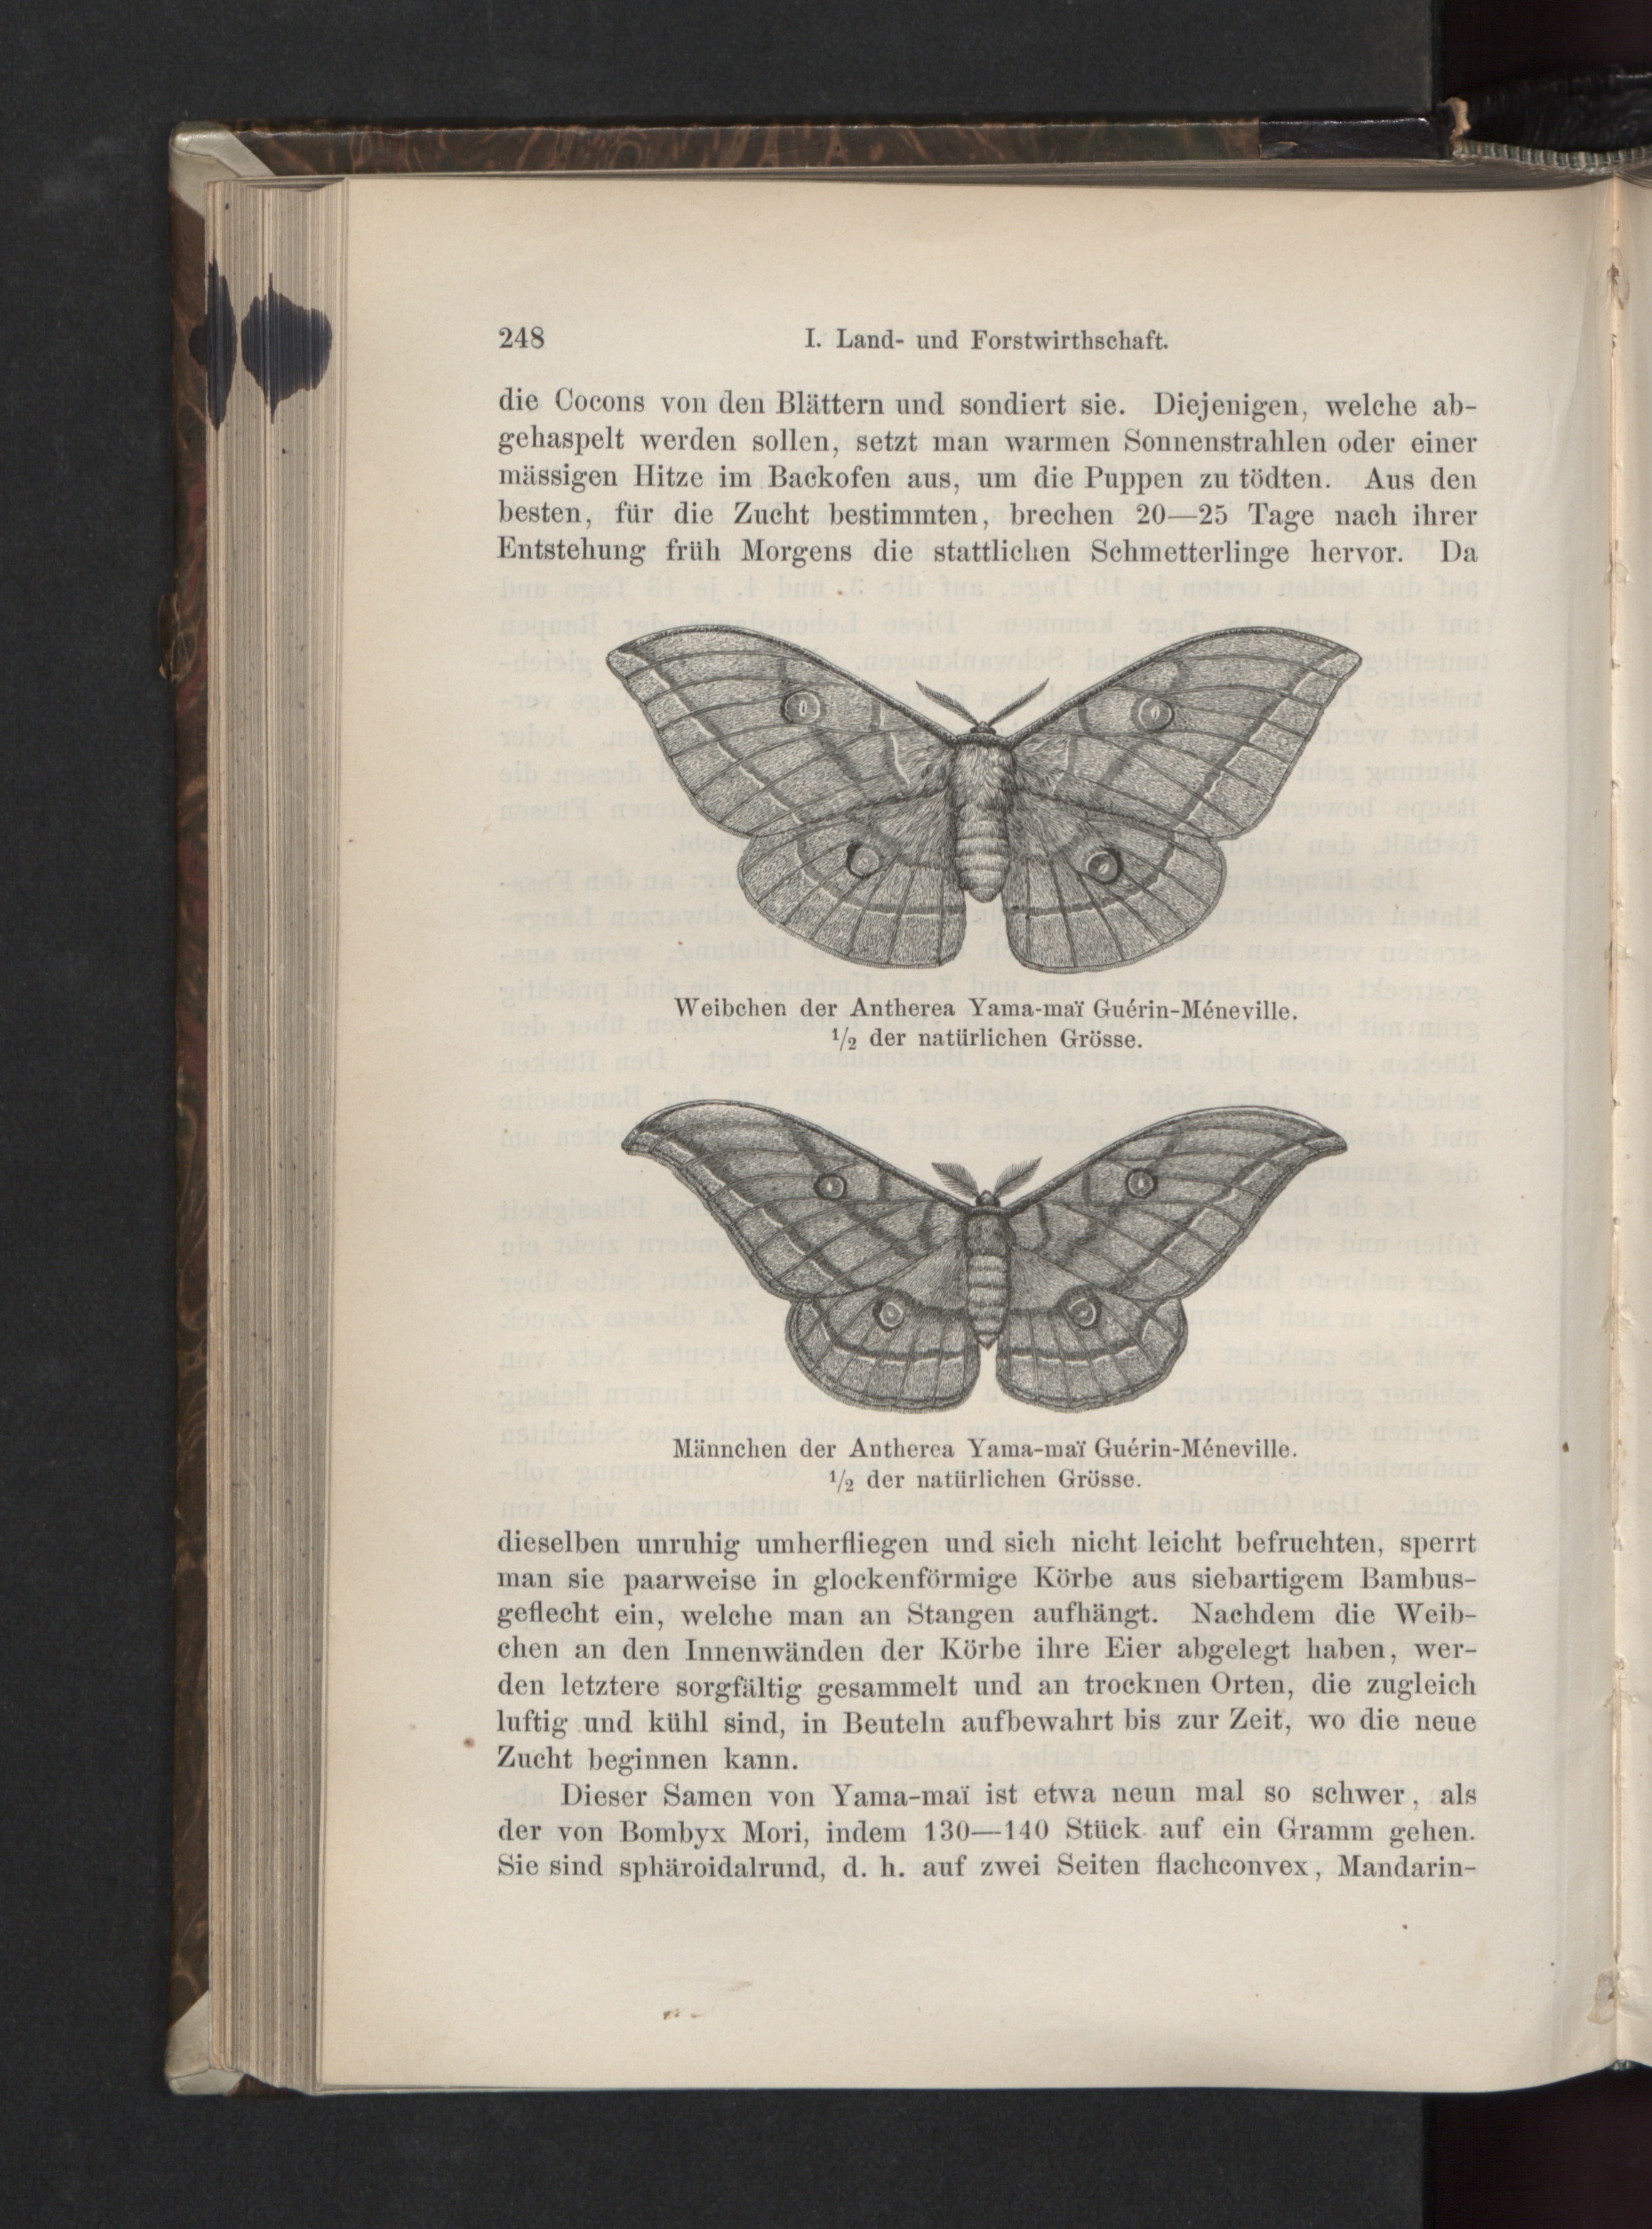 248
I. Land- und Forstwirthschaft.
die Cocons von den Blättern und sondiert sie. Diejenigen, welche ab-
gehaspelt werden sollen, setzt man warmen Sonnenstrahlen oder einer
mässigen Hitze im Backofen aus, um die Puppen zu tödten. Aus den
besten, für die Zucht bestimmten, brechen 20—25 Tage nach ihrer
Entstehung früh Morgens die stattlichen Schmetterlinge hervor. Da
Weibchen der Antherea Yama-maï Guérin-Méneville.
1/2 der natürlichen Grösse.
Männchen der Antherea Yama-maï Guérin-Méneville.
1/2 der natürlichen Grösse.
dieselben unruhig umherfliegen und sich nicht leicht befruchten, sperrt
man sie paarweise in glockenförmige Körbe aus siebartigem Bambus-
geflecht ein, welche man an Stangen aufhängt. Nachdem die Weib-
chen an den Innenwänden der Körbe ihre Eier abgelegt haben, wer-
den letztere sorgfältig gesammelt und an trocknen Orten, die zugleich
luftig und kühl sind, in Beuteln aufbewahrt bis zur Zeit, wo die neue
Zucht beginnen kann.
Dieser Samen von Yama-maï ist etwa neun mal so schwer, als
der von Bombyx Mori, indem 130—140 Stück auf ein Gramm gehen.
Sie sind sphäroidalrund, d. h. auf zwei Seiten flachconvex, Mandarin-